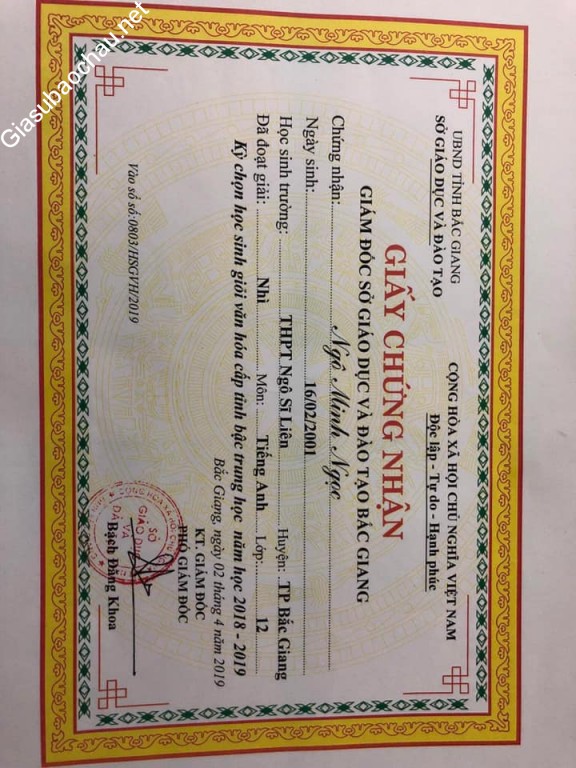 Giasubaochau.net
UBND TỈNH BẮC GIANG
SỞ GIÁO DỤC VÀ ĐÀO TẠO
CỘNG HÒA XÃ HỘI CHỦ NGHĨA VIỆT NAM
Độc lập - Tự do - Hạnh phúc
GIẤY CHỨNG NHẬN
GIÁM ĐỐC SỞ GIÁO DỤC VÀ ĐÀO TẠO BẮC GIANG
Chứng nhận: Ngô Minh Ngọc
Ngày sinh: 16/02/2001
Học sinh trường: THPT Ngô Sĩ Liên Huyện: TP Bắc Giang
Đã đoạt giải: Nhì Môn: Tiếng Anh Lớp: 12
Kỳ chọn học sinh giỏi văn hóa cấp tỉnh bậc trung học năm học 2018 - 2019
Bắc Giang, ngày 02 tháng 4 năm 2019
KT. GIÁM ĐỐC
PHÓ GIÁM ĐỐC
SỞ
GIÁO DỤC
Bạch Đăng Khoa
Vào sổ số:0803/HSGVH/2019